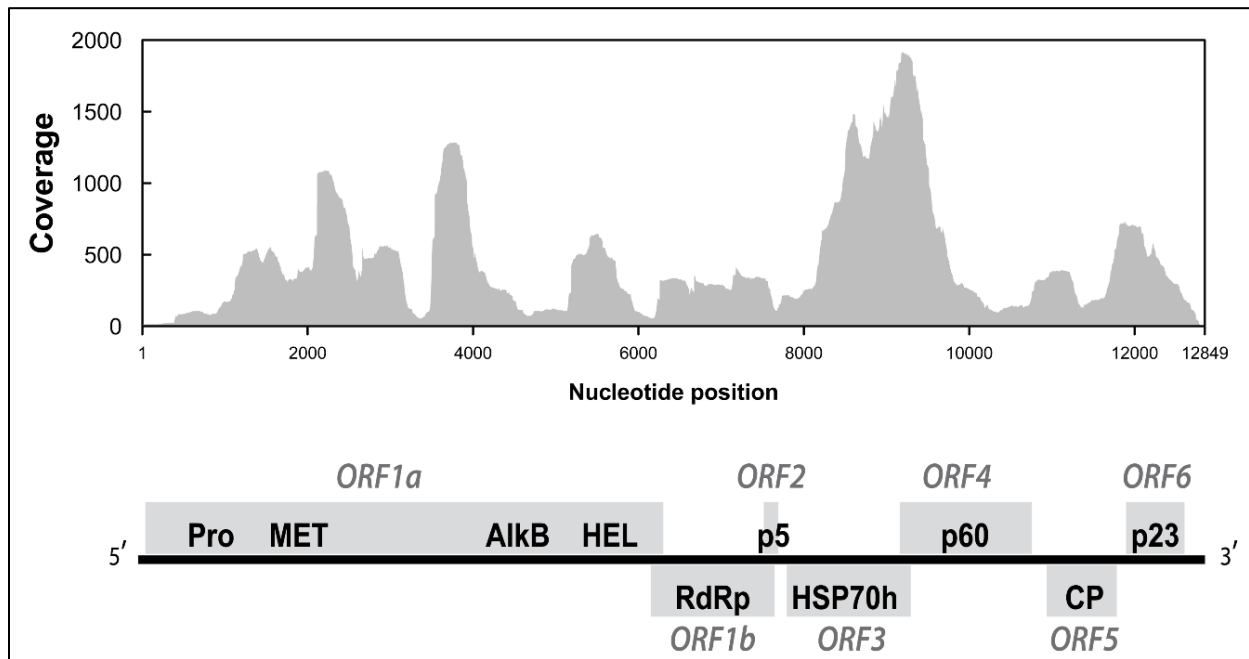 2000
1500
1000
500
0
Coverage
1 2000 4000 6000 8000 10000 12000 12849
Nucleotide position
ORF1a ORF2 ORF4 ORF6
Pro MET AlkB HEL p5 p60 p23
5′ 3′
RdRp HSP70h CP
ORF1b ORF3 ORF5